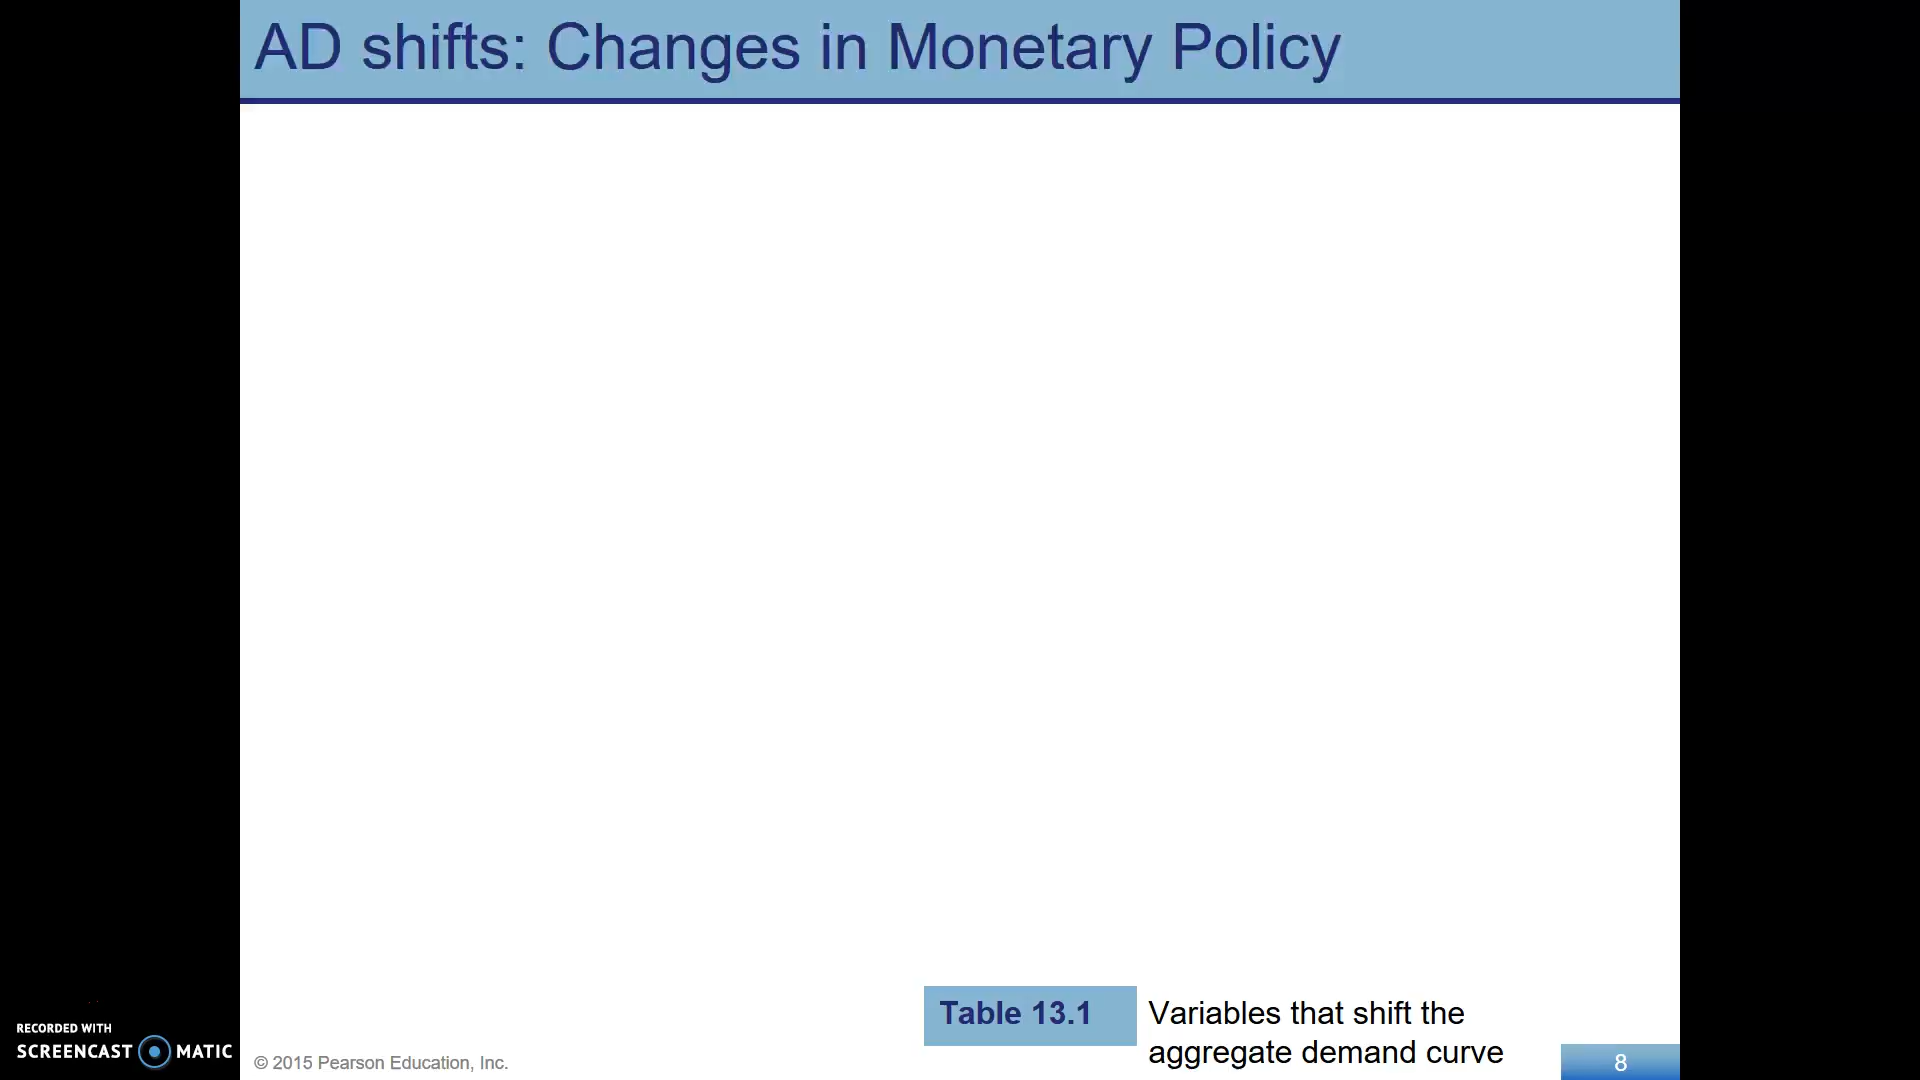 AD shifts: Changes in Monetary Policy
Table 13.1
Variables that shift the
aggregate demand curve
RECORDED WITH
SCREENCAST MATIC
© 2015 Pearson Education, Inc.
8